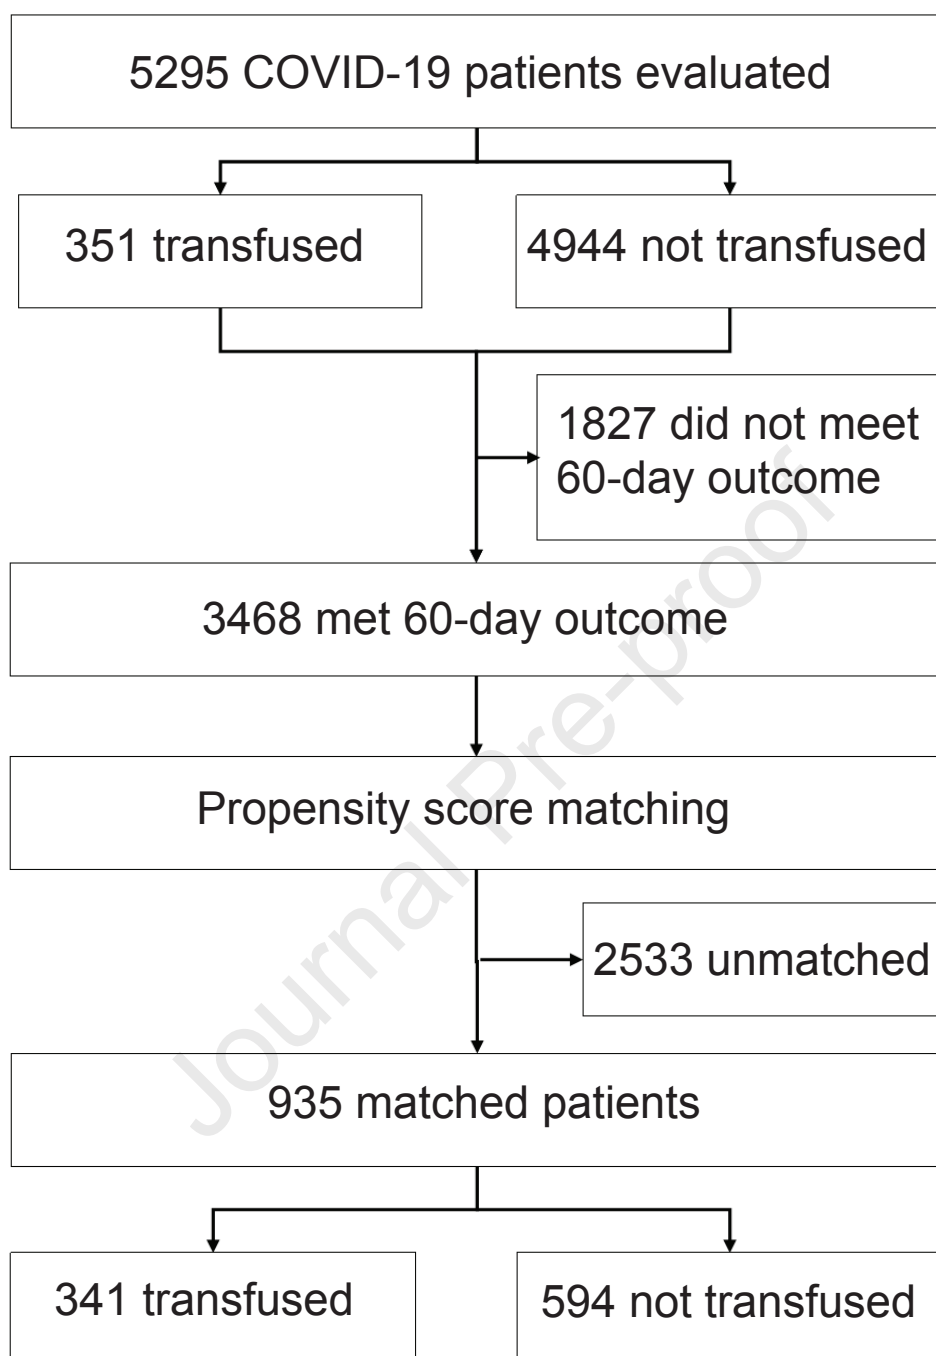 5295 COVID-19 patients evaluated
351 transfused
4944 not transfused
1827 did not meet
60-day outcome
3468 met 60-day outcome
Propensity score matching
2533 unmatched
935 matched patients
341 transfused
594 not transfused
Journal Pre-proof